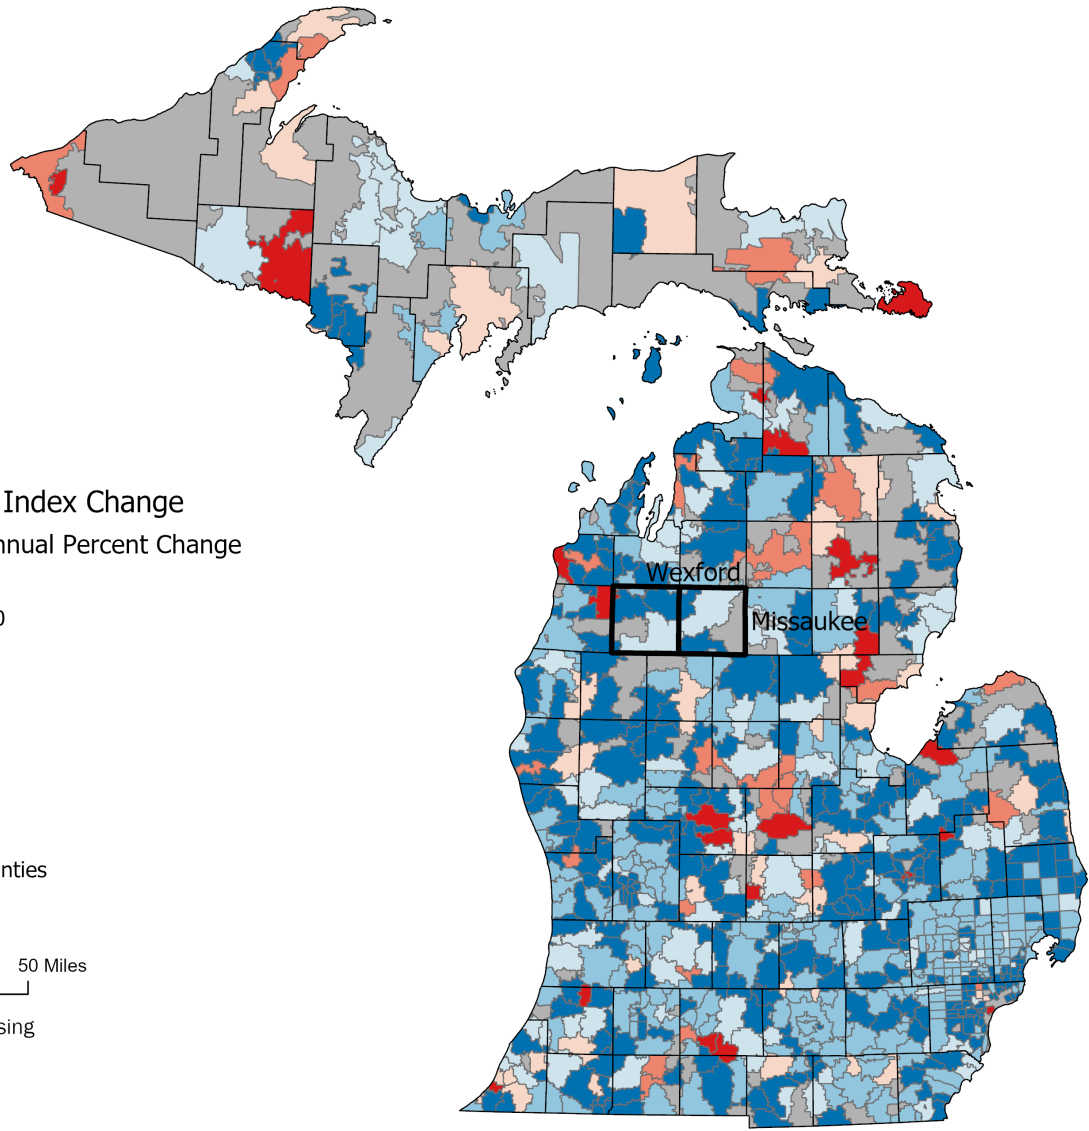 Index Change
nnual Percent Change
0
Wexford
Missaukee
nties
50 Miles
sing